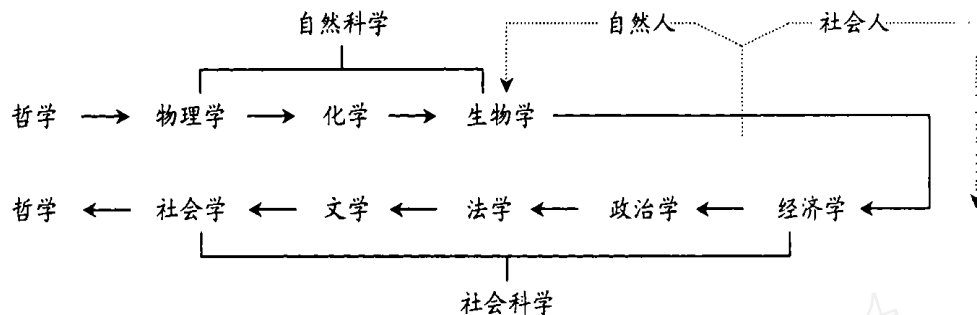 自然科学 自然人 社会人
哲学 物理学 化学 生物学
哲学 社会学 文学 法学 政治学 经济学
社会科学